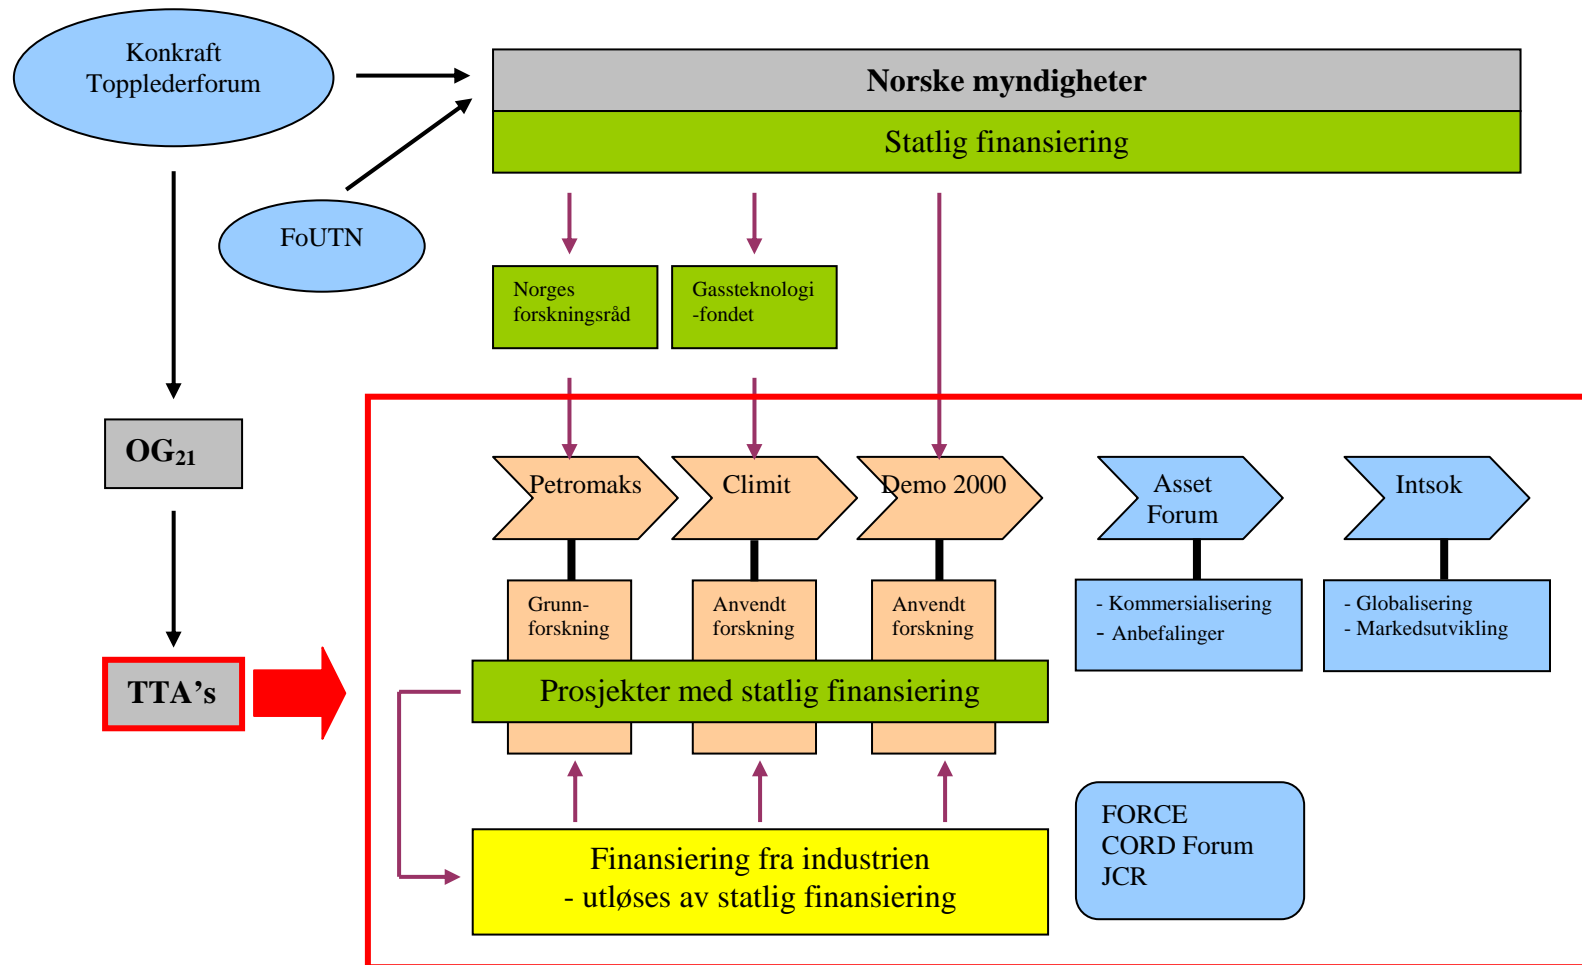 Konkraft
Topplederforum
Norske myndigheter
Statlig finansiering
FoUTN
Norges
forskningsråd
Gassteknologi
-fondet
OG21
Petromaks
Climit
Demo 2000
Asset
Forum
Intsok
Grunn-
forskning
Anvendt
forskning
Anvendt
forskning
- Kommersialisering
- Anbefalinger
- Globalisering
- Markedsutvikling
TTA’s
Prosjekter med statlig finansiering
Finansiering fra industrien
- utløses av statlig finansiering
FORCE
CORD Forum
JCR